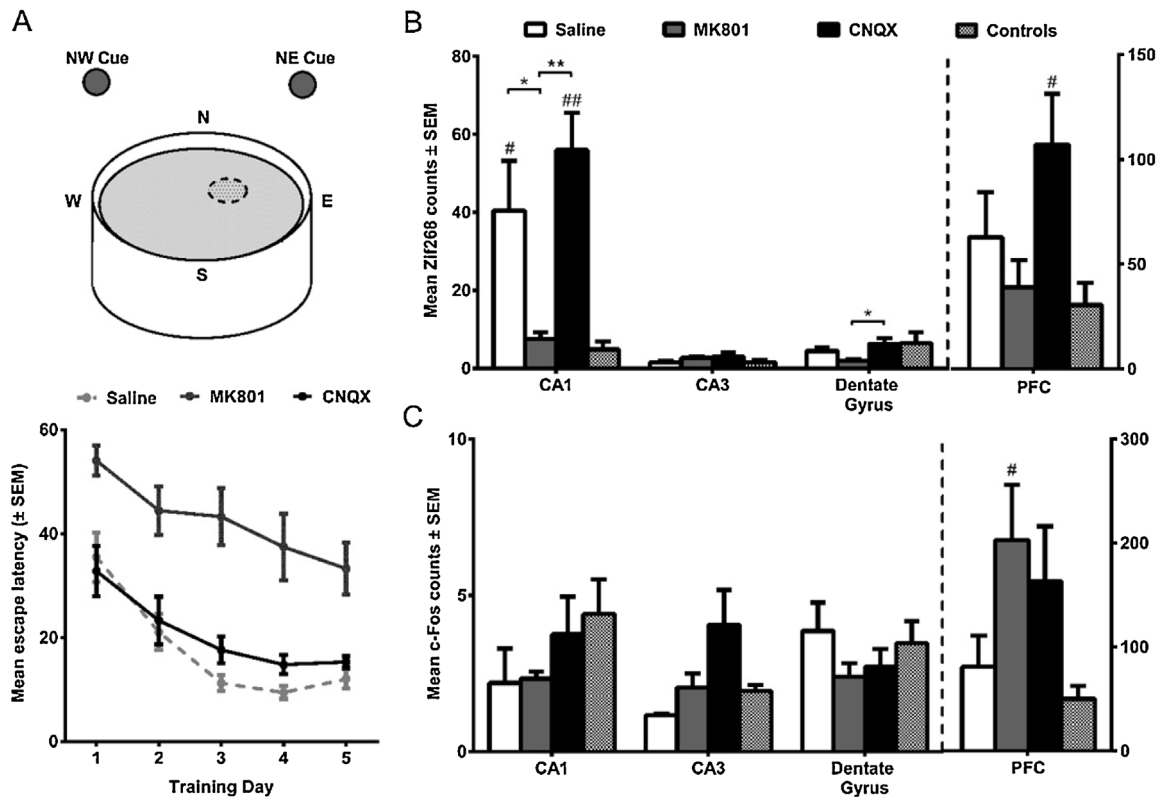 A
NW Cue
NE Cue
N
W
E
S
Saline MK801 CNQX
Mean escape latency (± SEM)
60
40
20
0
1 2 3 4 5
Training Day
B
Saline MK801 CNQX Controls
Mean Zif268 counts ± SEM
80
60
40
20
0
150
100
50
0
* ** # ## * #
CA1 CA3 Dentate PFC
Gyrus
C
Mean c-Fos counts ± SEM
10
5
0
300
200
100
0
#
CA1 CA3 Dentate PFC
Gyrus